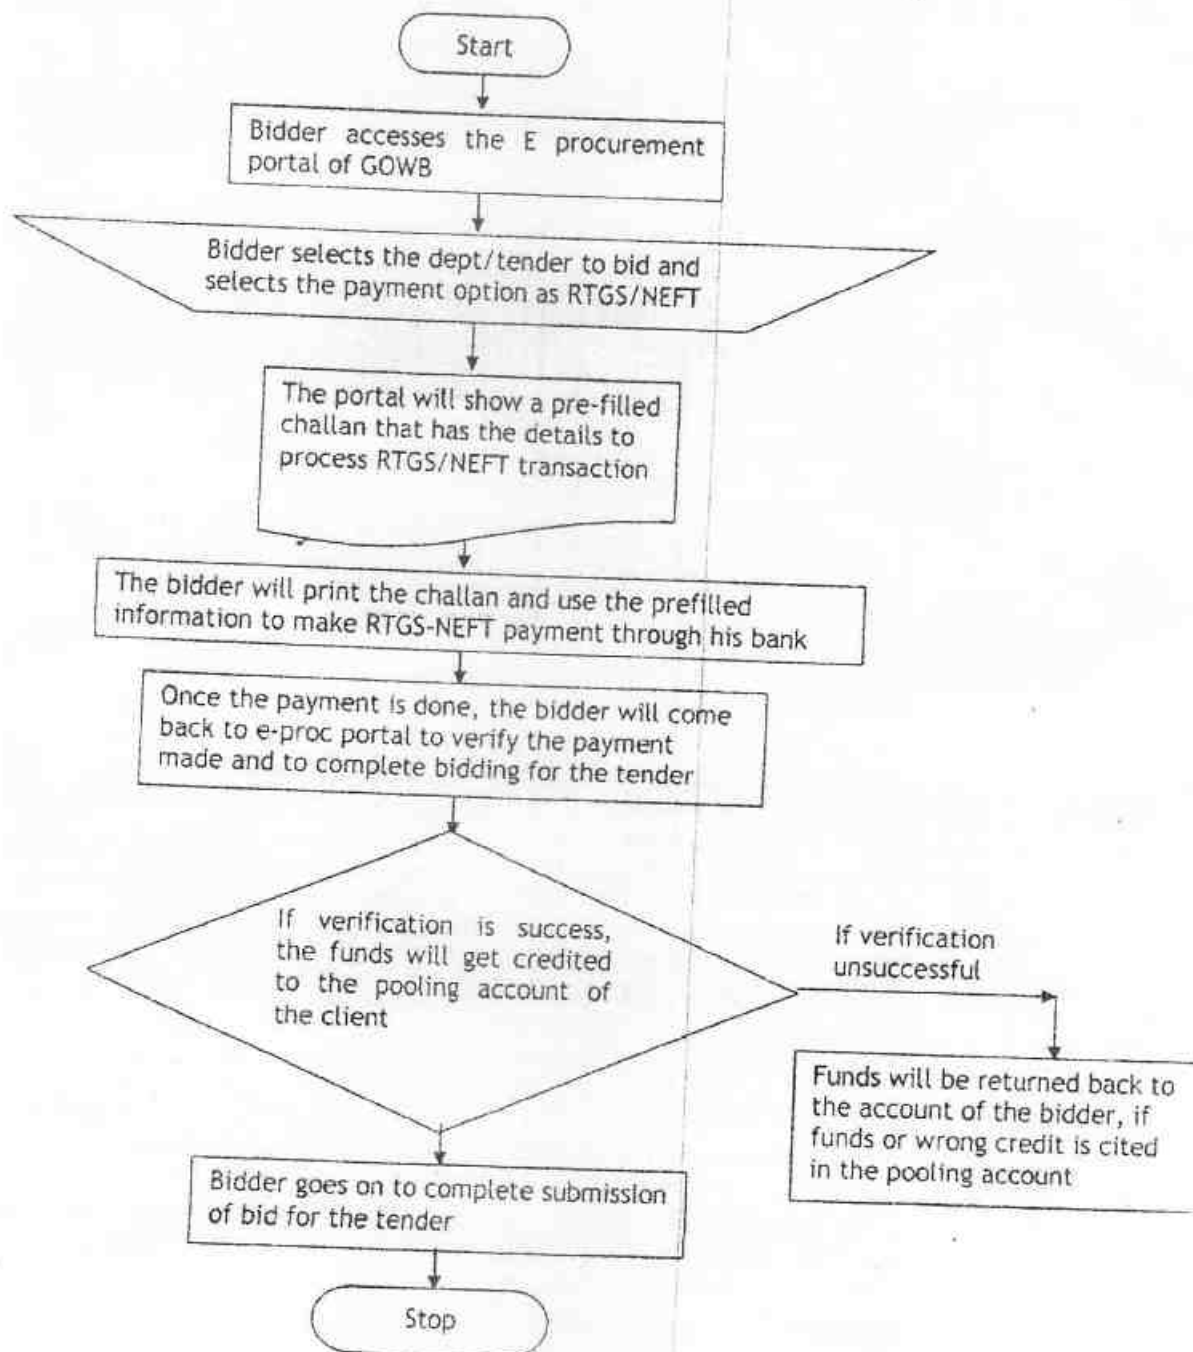 Start
Bidder accesses the E procurement
portal of GOWB
Bidder selects the dept/tender to bid and
selects the payment option as RTGS/NEFT
The portal will show a pre-filled
challan that has the details to
process RTGS/NEFT transaction
The bidder will print the challan and use the prefilled
information to make RTGS-NEFT payment through his bank
Once the payment is done, the bidder will come
back to e-proc portal to verify the payment
made and to complete bidding for the tender
If verification is success,
the funds will get credited
to the pooling account of
the client
If verification
unsuccessful
Funds will be returned back to
the account of the bidder, if
funds or wrong credit is cited
in the pooling account
Bidder goes on to complete submission
of bid for the tender
Stop